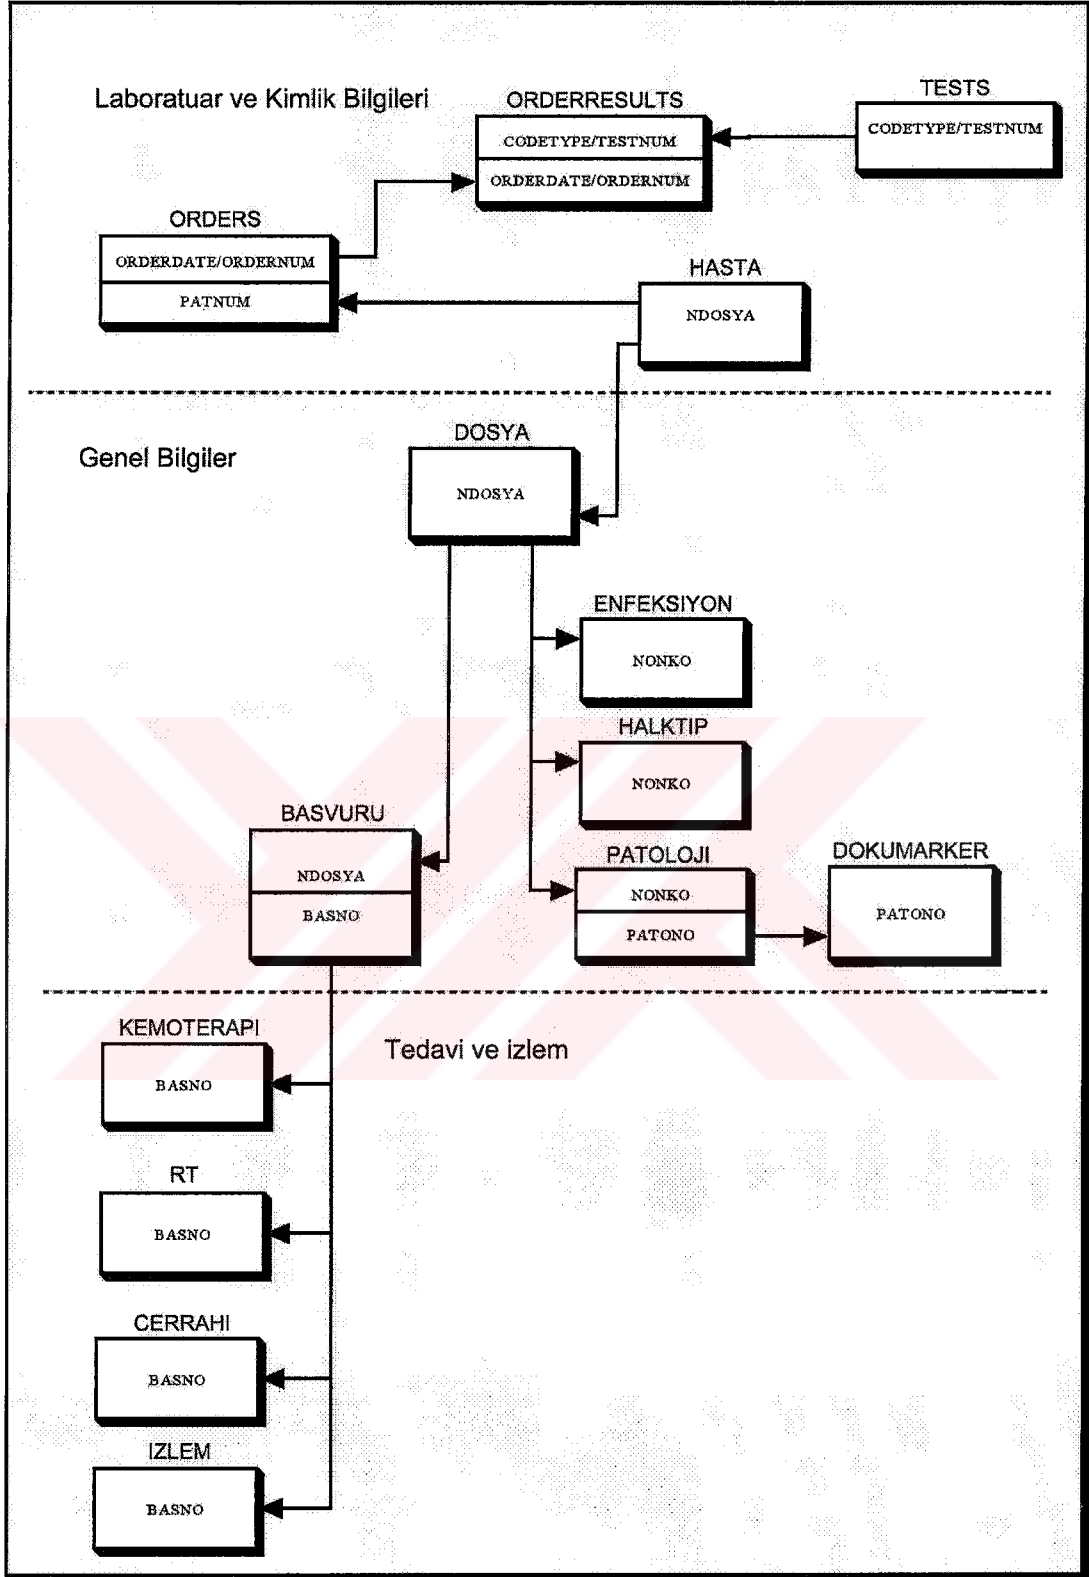 Laboratuar ve Kimlik Bilgileri
ORDERRESULTS
CODETYPE/TESTNUM
ORDERDATE/ORDERNUM
TESTS
CODETYPE/TESTNUM
ORDERS
ORDERDATE/ORDERNUM
PATNUM
HASTA
NDOSYA
Genel Bilgiler
DOSYA
NDOSYA
ENFEKSIYON
NONKO
HALKTIP
NONKO
BASVURU
NDOSYA
BASNO
PATOLOJI
NONKO
PATONO
DOKUMARKER
PATONO
Tedavi ve izlem
KEMOTERAPI
BASNO
RT
BASNO
CERRAHI
BASNO
IZLEM
BASNO